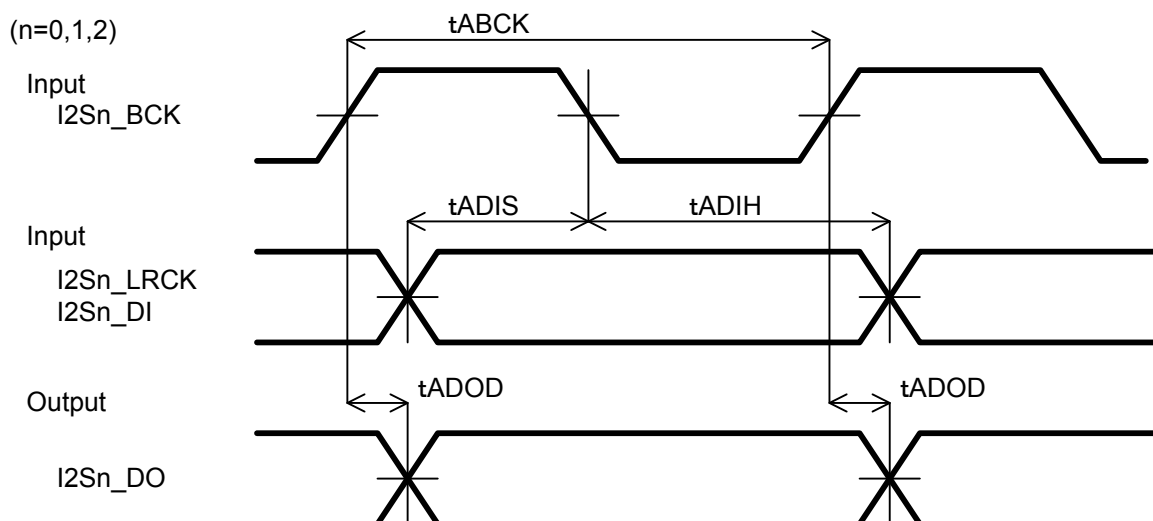 (n=0,1,2)
tABCK
Input
I2Sn_BCK
tADIS
tADIH
Input
I2Sn_LRCK
I2Sn_DI
Output
tADOD
tADOD
I2Sn_DO